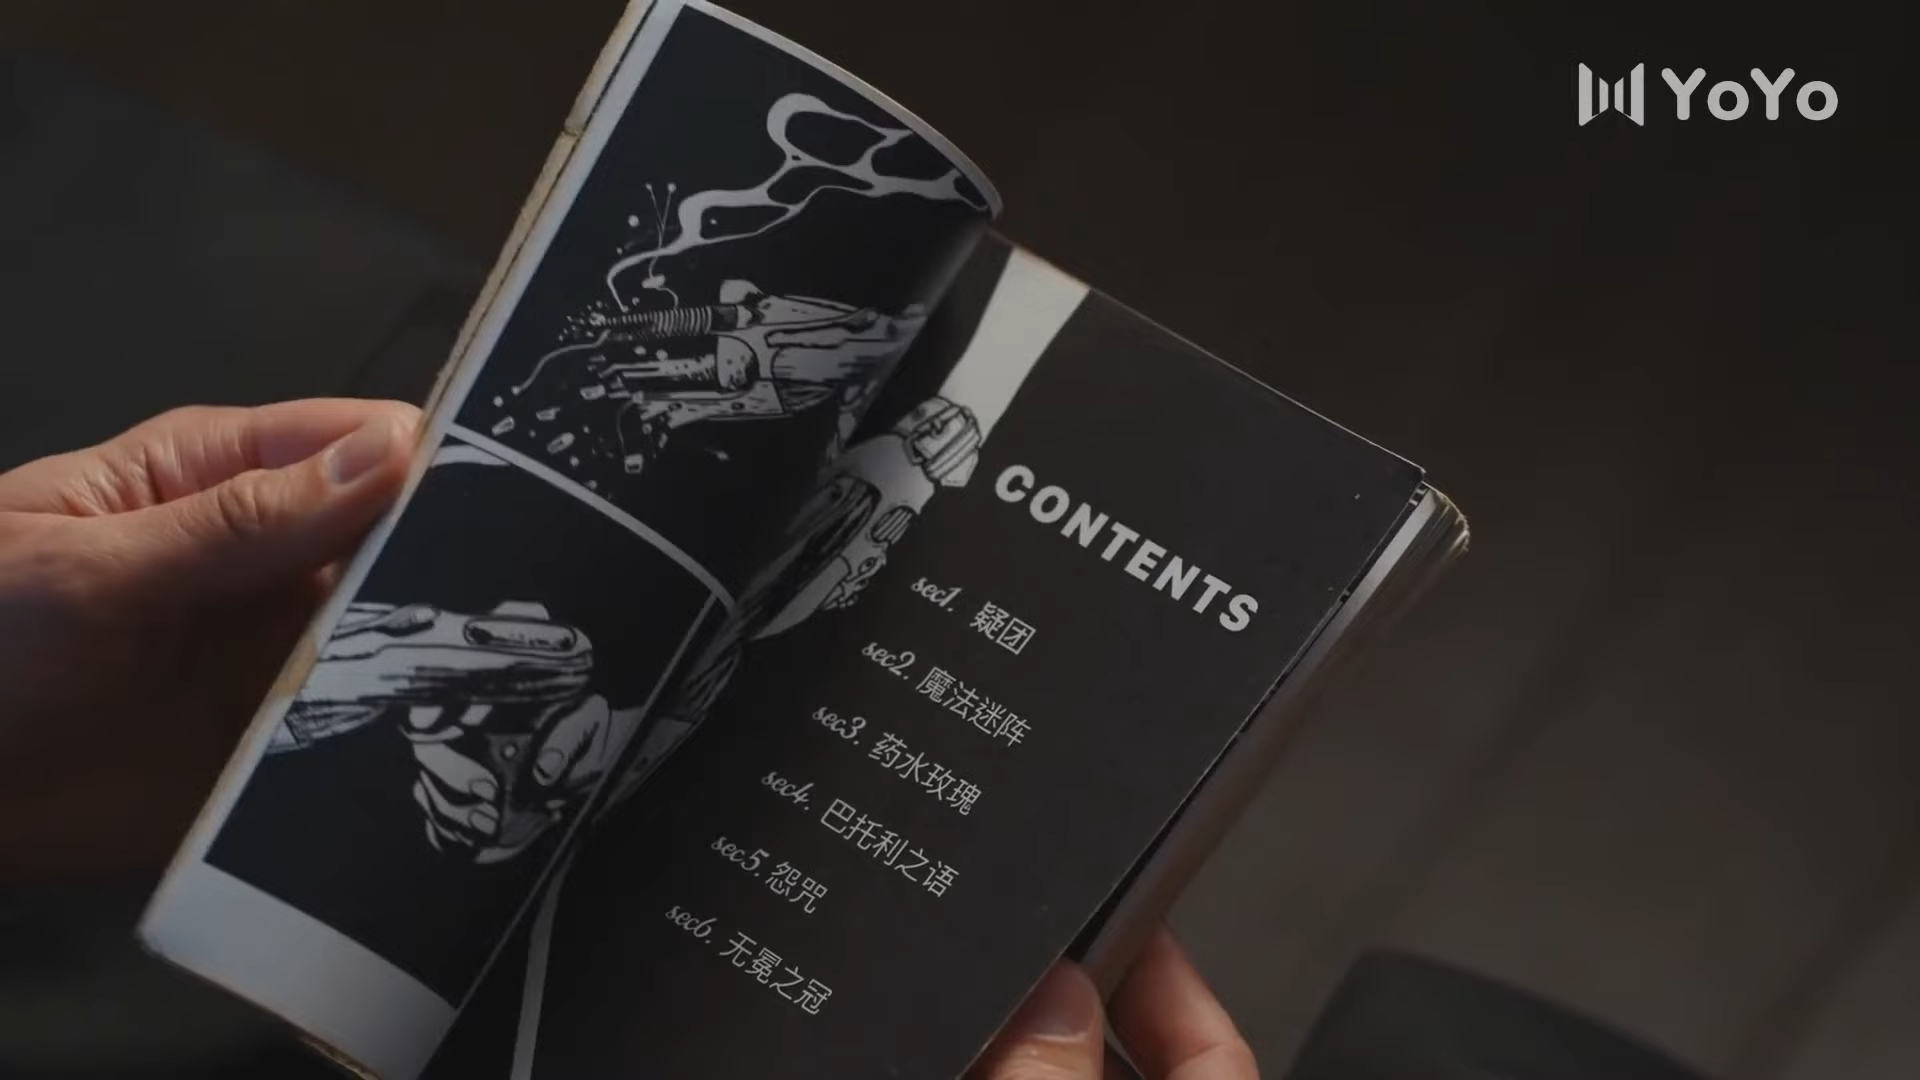 YoYo
CONTENTS
sec1. 疑团
sec2. 魔法迷阵
sec3. 药水玫瑰
sec4. 巴托利之语
sec5. 怨咒
sec6. 无冕之冠